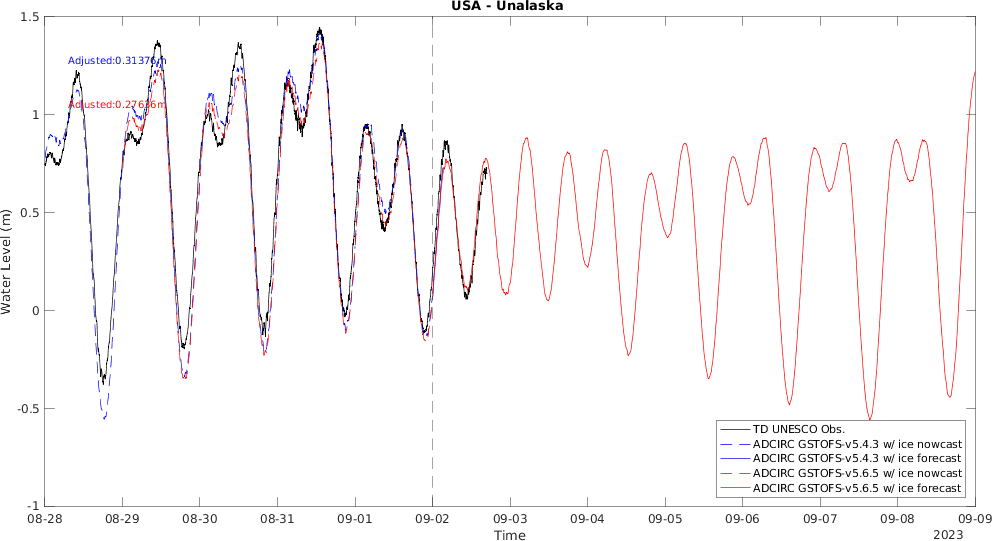 USA - Unalaska
Adjusted:0.31376m
Adjusted:0.27636m
Water Level (m)
1.5
1
0.5
0
-0.5
-1
08-28 08-29 08-30 08-31 09-01 09-02 09-03 09-04 09-05 09-06 09-07 09-08 09-09
Time
2023
TD UNESCO Obs.
ADCIRC GSTOFS-v5.4.3 w/ ice nowcast
ADCIRC GSTOFS-v5.4.3 w/ ice forecast
ADCIRC GSTOFS-v5.6.5 w/ ice nowcast
ADCIRC GSTOFS-v5.6.5 w/ ice forecast